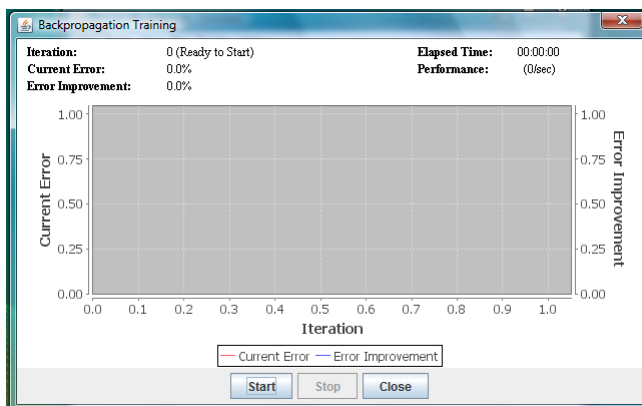 Backpropagation Training
Iteration: 0 (Ready to Start) Elapsed Time: 00:00:00
Current Error: 0.0% Performance: (0/sec)
Error Improvement: 0.0%
1.00 1.00
0.75 0.75
0.50 0.50
0.25 0.25
0.00 0.00
Current Error
Error Improvement
0.0 0.1 0.2 0.3 0.4 0.5 0.6 0.7 0.8 0.9 1.0
Iteration
Current Error Error Improvement
Start Stop Close